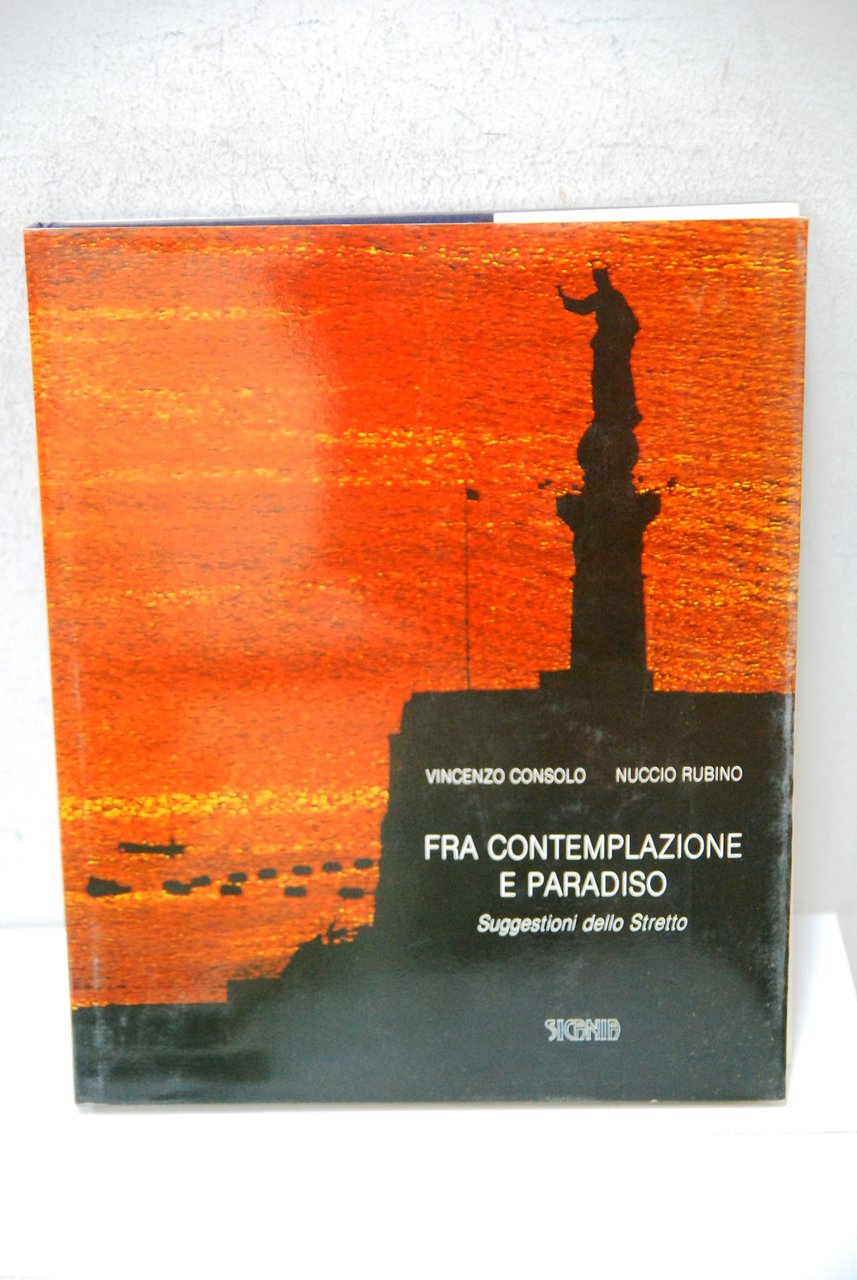 VINCENZO CONSOLO NUCCIO RUBINO
FRA CONTEMPLAZIONE
E PARADISO
Suggestioni dello Stretto
SICANIA